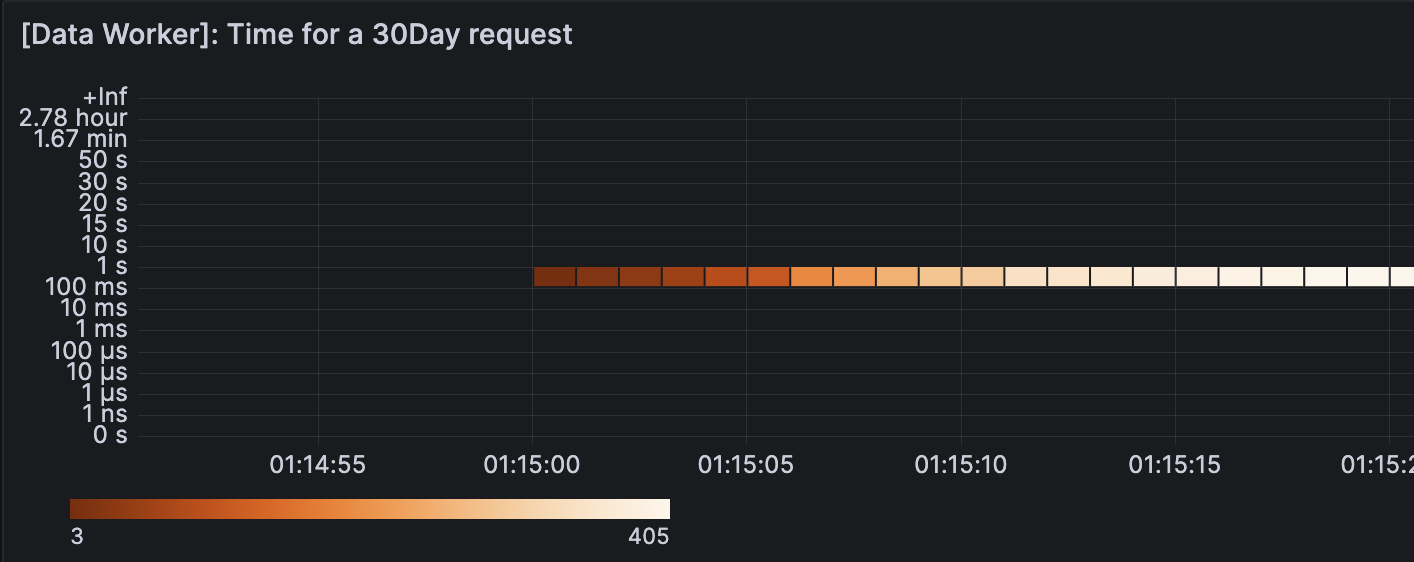 [Data Worker]: Time for a 30Day request
+Inf
2.78 hour
1.67 min
50 s
30 s
20 s
15 s
10 s
1 s
100 ms
10 ms
1 ms
100 µs
10 µs
1 µs
1 ns
0 s
01:14:55 01:15:00 01:15:05 01:15:10 01:15:15
3 405